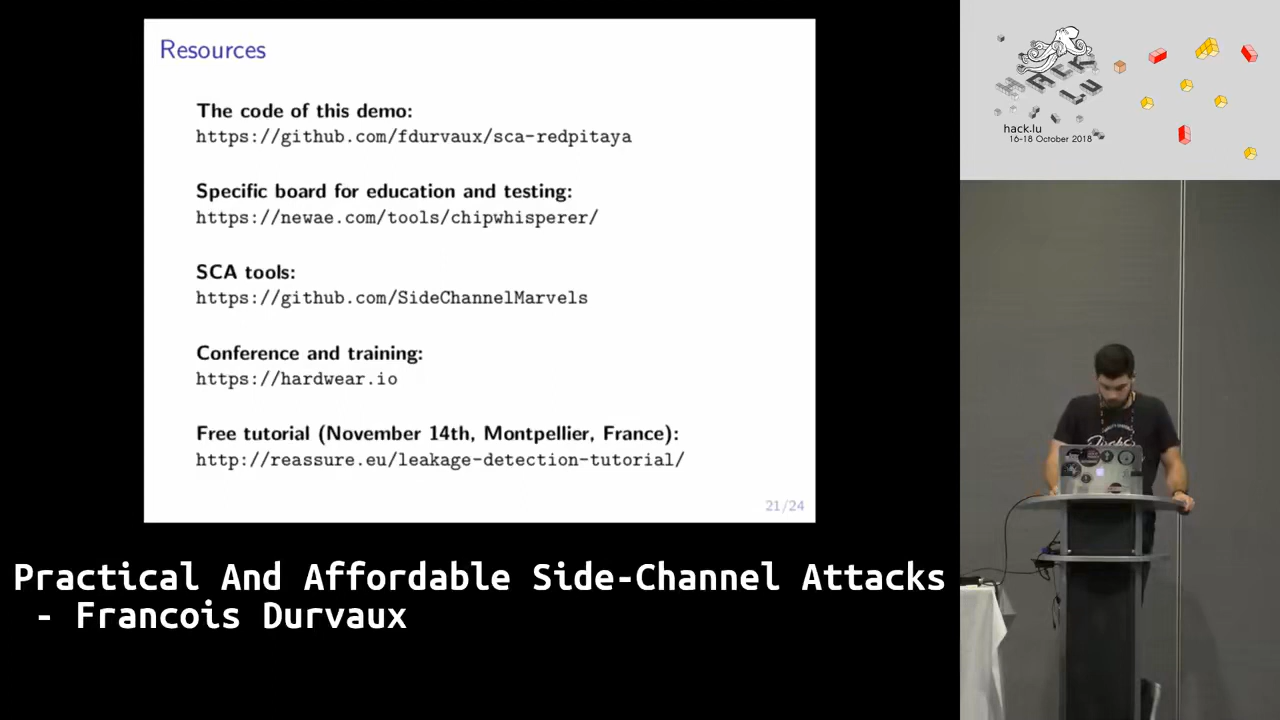 Resources
The code of this demo:
https://github.com/fdurvaux/sca-redpitaya
Specific board for education and testing:
https://newae.com/tools/chipwhisperer/
SCA tools:
https://github.com/SideChannelMarvels
Conference and training:
https://hardwear.io
Free tutorial (November 14th, Montpellier, France):
http://reassure.eu/leakage-detection-tutorial/
21/24
Practical And Affordable Side-Channel Attacks
- Francois Durvaux
HACK
LU
hack.lu
16-18 October 2018